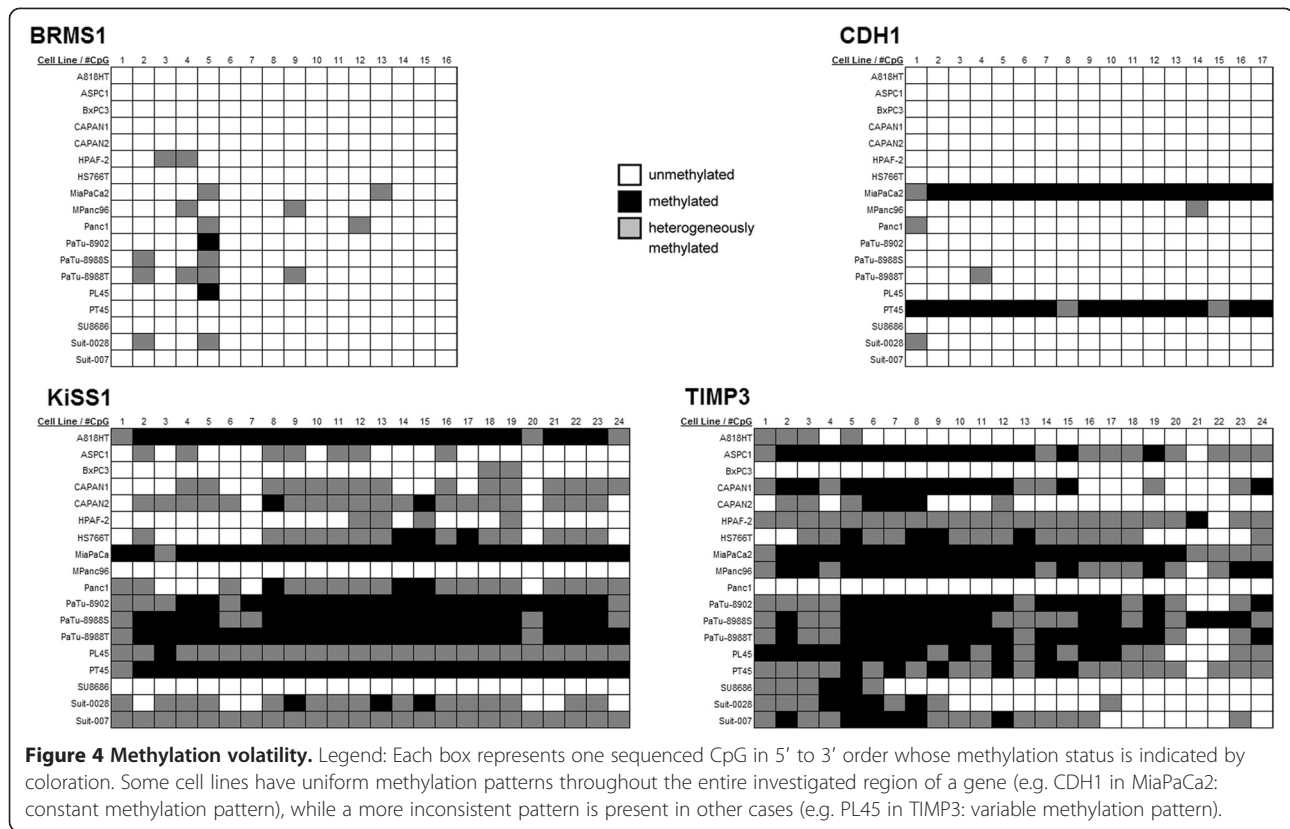 BRMS1
Cell Line / #CpG 1 2 3 4 5 6 7 8 9 10 11 12 13 14 15 16
A818HT
ASPC1
BxPC3
CAPAN1
CAPAN2
HPAF-2
HS766T
MiaPaCa2
MPanc96
Panc1
PaTu-8902
PaTu-8988S
PaTu-8988T
PL45
PT45
SU8686
Suit-0028
Suit-007
unmethylated
methylated
heterogeneously
methylated
CDH1
Cell Line / #CpG 1 2 3 4 5 6 7 8 9 10 11 12 13 14 15 16 17
A818HT
ASPC1
BxPC3
CAPAN1
CAPAN2
HPAF-2
HS766T
MiaPaCa2
MPanc96
Panc1
PaTu-8902
PaTu-8988S
PaTu-8988T
PL45
PT45
SU8686
Suit-0028
Suit-007
KiSS1
Cell Line / #CpG 1 2 3 4 5 6 7 8 9 10 11 12 13 14 15 16 17 18 19 20 21 22 23 24
A818HT
ASPC1
BxPC3
CAPAN1
CAPAN2
HPAF-2
HS766T
MiaPaCa
MPanc96
Panc1
PaTu-8902
PaTu-8988S
PaTu-8988T
PL45
PT45
SU8686
Suit-0028
Suit-007
TIMP3
Cell Line / #CpG 1 2 3 4 5 6 7 8 9 10 11 12 13 14 15 16 17 18 19 20 21 22 23 24
A818HT
ASPC1
BxPC3
CAPAN1
CAPAN2
HPAF-2
HS766T
MiaPaCa2
MPanc96
Panc1
PaTu-8902
PaTu-8988S
PaTu-8988T
PL45
PT45
SU8686
Suit-0028
Suit-007
Figure 4 Methylation volatility. Legend: Each box represents one sequenced CpG in 5′ to 3′ order whose methylation status is indicated by
coloration. Some cell lines have uniform methylation patterns throughout the entire investigated region of a gene (e.g. CDH1 in MiaPaCa2:
constant methylation pattern), while a more inconsistent pattern is present in other cases (e.g. PL45 in TIMP3: variable methylation pattern).